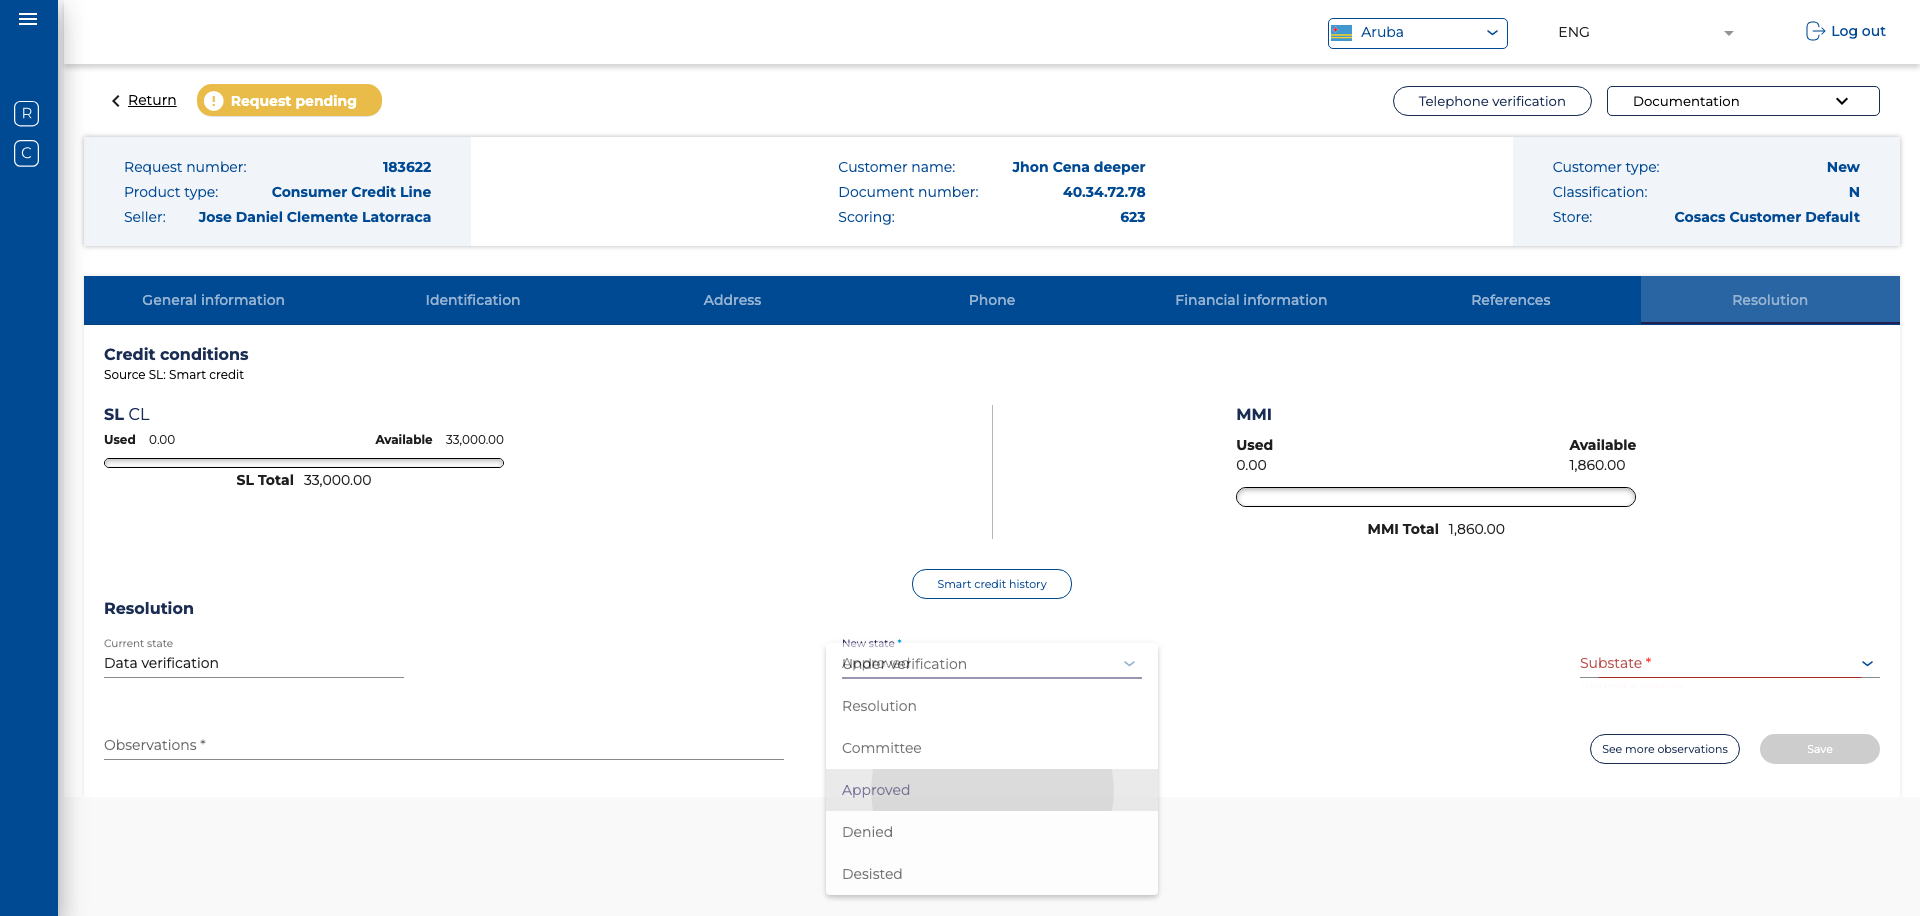 Aruba
ENG
Log out
R
C
Return
Request pending
Telephone verification
Documentation
Request number: 183622
Product type: Consumer Credit Line
Seller: Jose Daniel Clemente Latorraca
Customer name: Jhon Cena deeper
Document number: 40.34.72.78
Scoring: 623
Customer type: New
Classification: N
Store: Cosacs Customer Default
General information
Identification
Address
Phone
Financial information
References
Resolution
Credit conditions
Source SL: Smart credit
SL CL
Used 0.00 Available 33,000.00
SL Total 33,000.00
MMI
Used Available
0.00 1,860.00
MMI Total 1,860.00
Smart credit history
Resolution
Current state
Data verification
New state *
Approved
Under verification
Resolution
Committee
Approved
Denied
Desisted
Substate *
Observations *
See more observations
Save